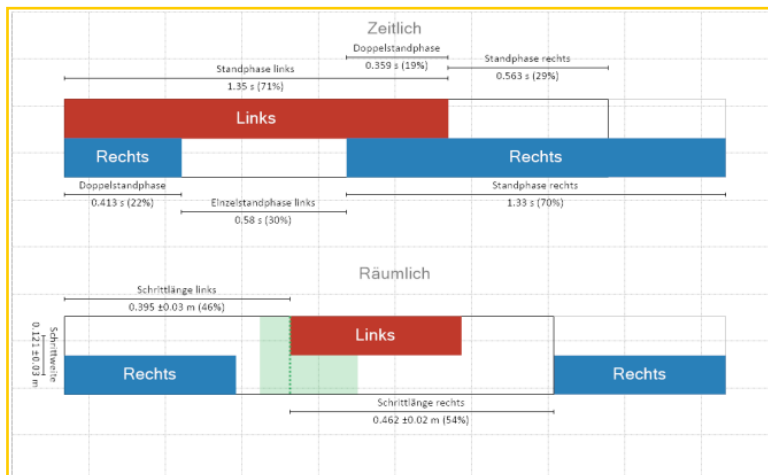 Zeitlich
Doppelstandphase
0.359 s (19%)
Standphase links
1.35 s (71%)
Standphase rechts
0.563 s (29%)
Links
Rechts
Rechts
Doppelstandphase
0.413 s (22%)
Einzelstandphase links
0.58 s (30%)
Standphase rechts
1.33 s (70%)
Räumlich
Schrittlänge links
0.395 ±0.03 m (46%)
Schrittweite
0.121 ±0.03 m
Links
Rechts
Rechts
Schrittlänge rechts
0.462 ±0.02 m (54%)